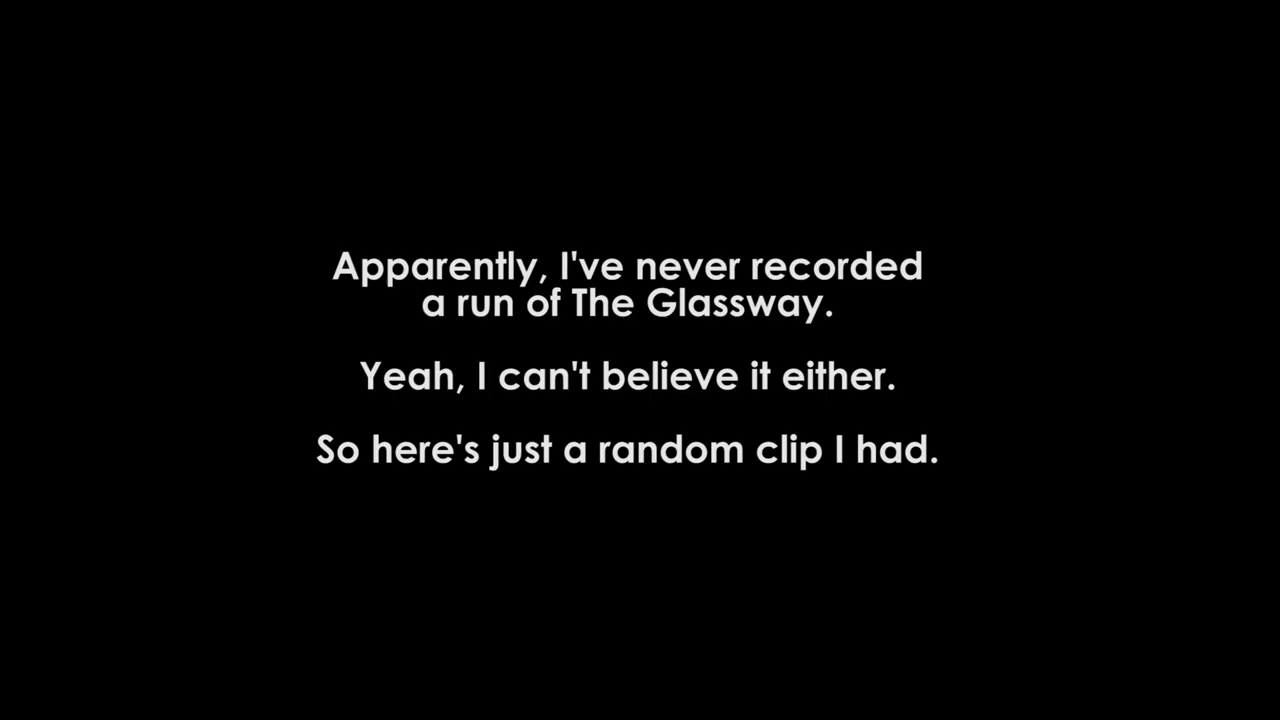 Apparently, I've never recorded
a run of The Glassway.
Yeah, I can't believe it either.
So here's just a random clip I had.